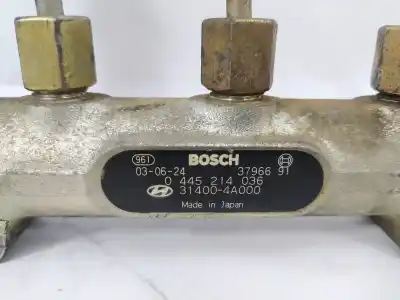 961 BOSCH
03-06-24 37966 91
0 445 214 036
31400-4A000
Made in Japan